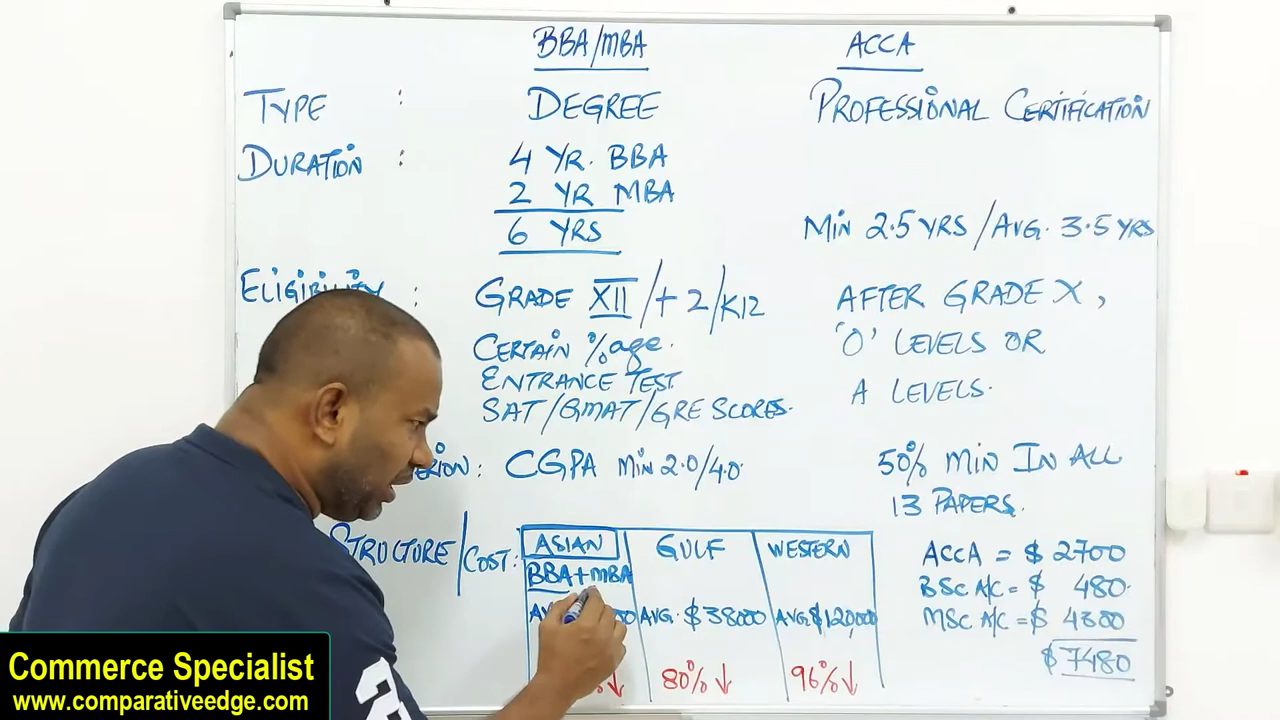 BBA/MBA ACCA
TYPE : DEGREE PROFESSIONAL CERTIFICATION
DURATION : 4 YR. BBA
2 YR MBA
6 YRS MIN 2.5 YRS/AVG. 3.5 YRS
ELIGIBILITY : GRADE XII/+2/K12 AFTER GRADE X,
CERTAIN %age. 'O' LEVELS OR
ENTRANCE TEST A LEVELS.
SAT/GMAT/GRE SCORES.
: CGPA MIN 2.0/4.0 50% MIN IN ALL
13 PAPERS.
STRUCTURE/COST: ASIAN GULF WESTERN ACCA = $ 2700
BBA+MBA BSC A/C = $ 480
AVG. $38000 AVG $120,000 MSC A/C = $ 4300
80%↓ 96%↓ $7480
Commerce Specialist
www.comparativeedge.com